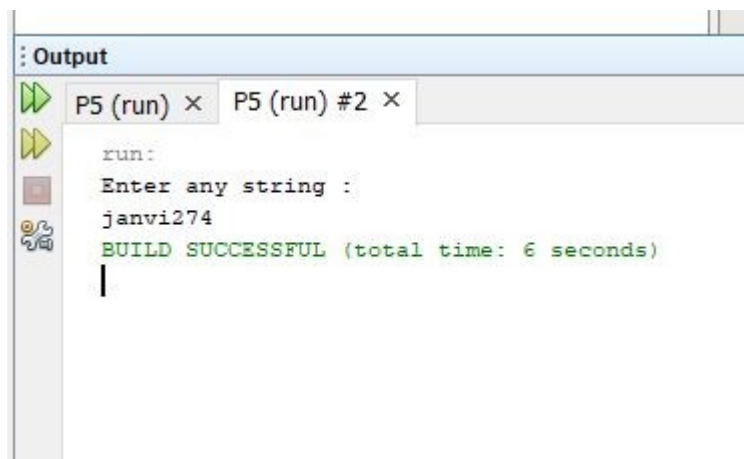 Output
P5 (run) × P5 (run) #2 ×
run:
Enter any string :
janvi274
BUILD SUCCESSFUL (total time: 6 seconds)